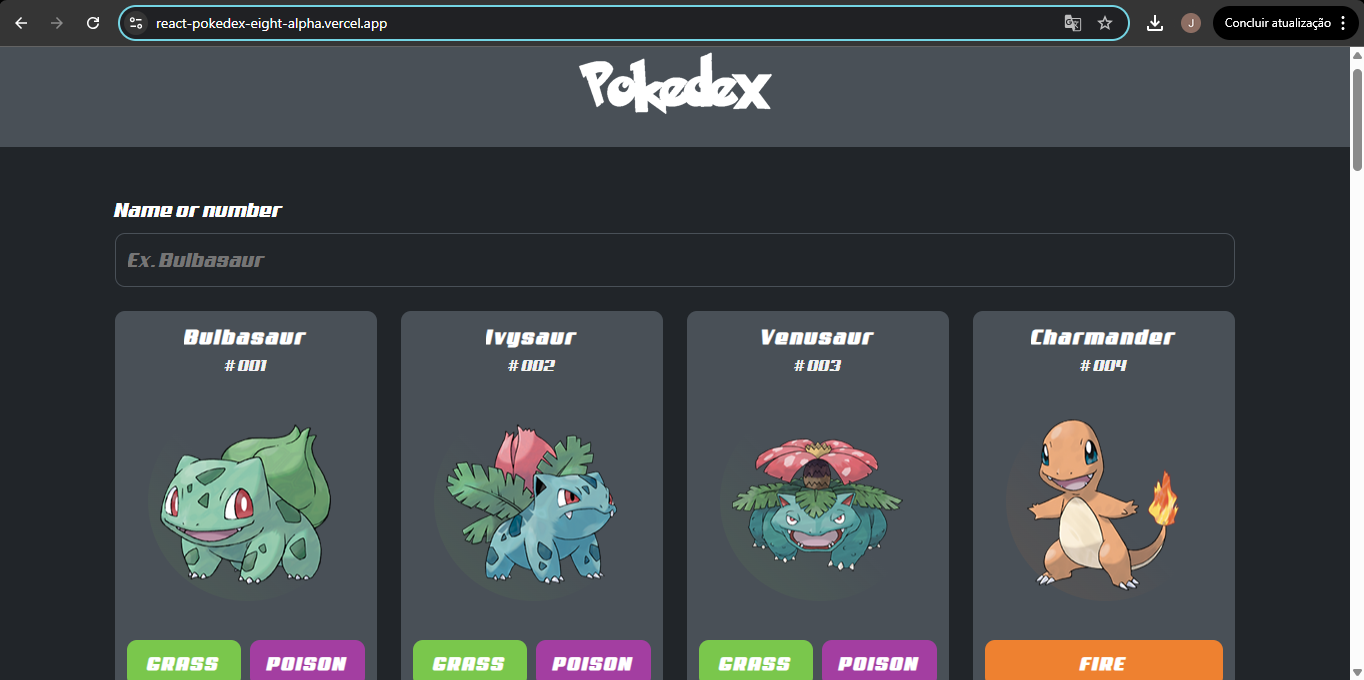 react-pokedex-eight-alpha.vercel.app
J
Concluir atualização
Pokedex
Name or number
Ex. Bulbasaur
Bulbasaur
#001
Ivysaur
#002
Venusaur
#003
Charmander
#004
GRASS POISON
GRASS POISON
GRASS POISON
FIRE